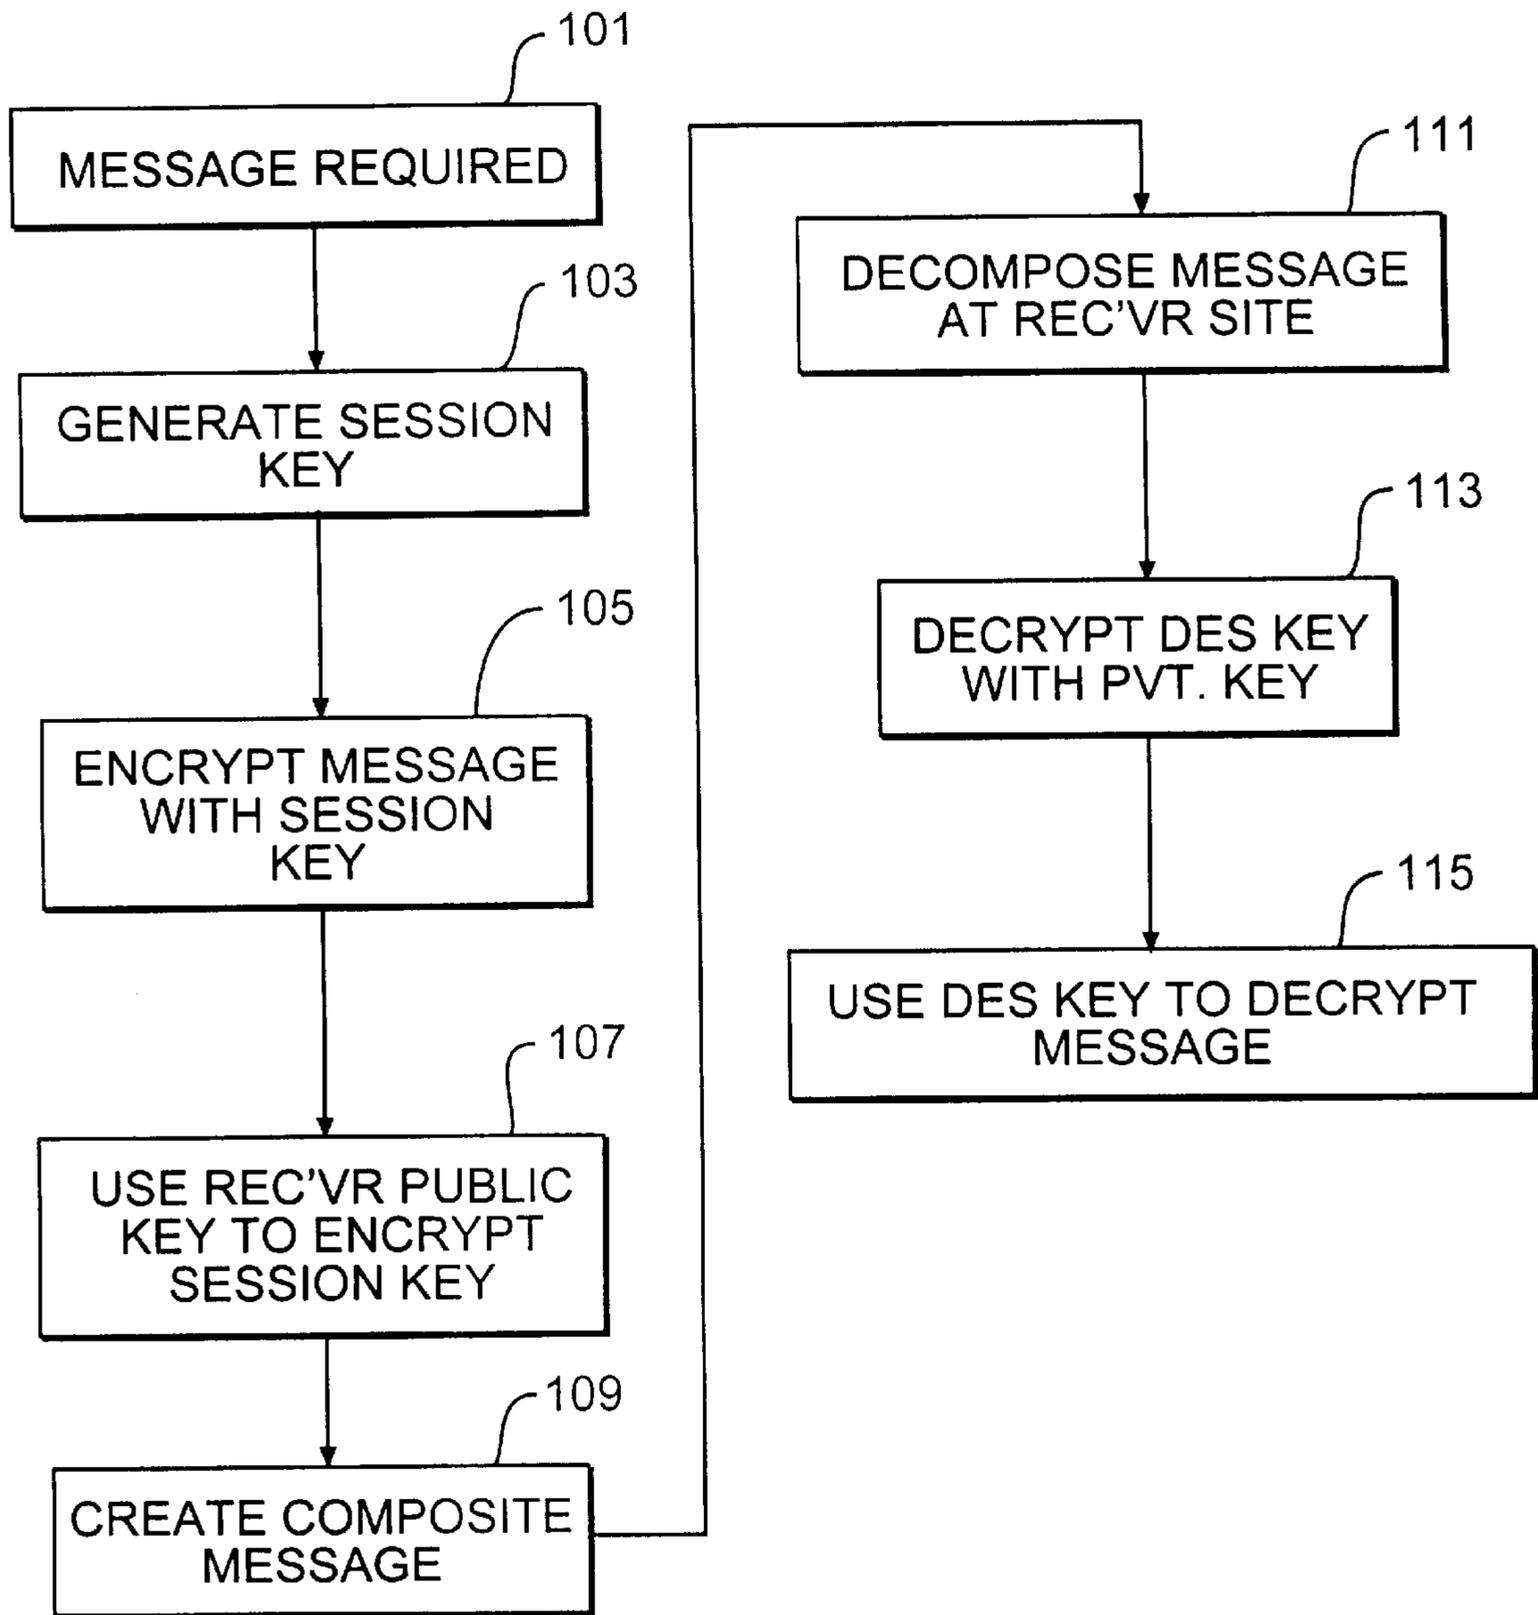 101
MESSAGE REQUIRED
103
GENERATE SESSION
KEY
105
ENCRYPT MESSAGE
WITH SESSION
KEY
107
USE REC'VR PUBLIC
KEY TO ENCRYPT
SESSION KEY
109
CREATE COMPOSITE
MESSAGE
111
DECOMPOSE MESSAGE
AT REC'VR SITE
113
DECRYPT DES KEY
WITH PVT. KEY
115
USE DES KEY TO DECRYPT
MESSAGE